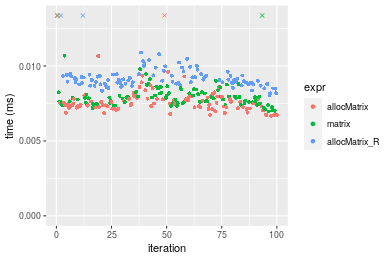 time (ms)
0.010
0.005
0.000
0
25
50
75
100
iteration
expr
allocMatrix
matrix
allocMatrix_R